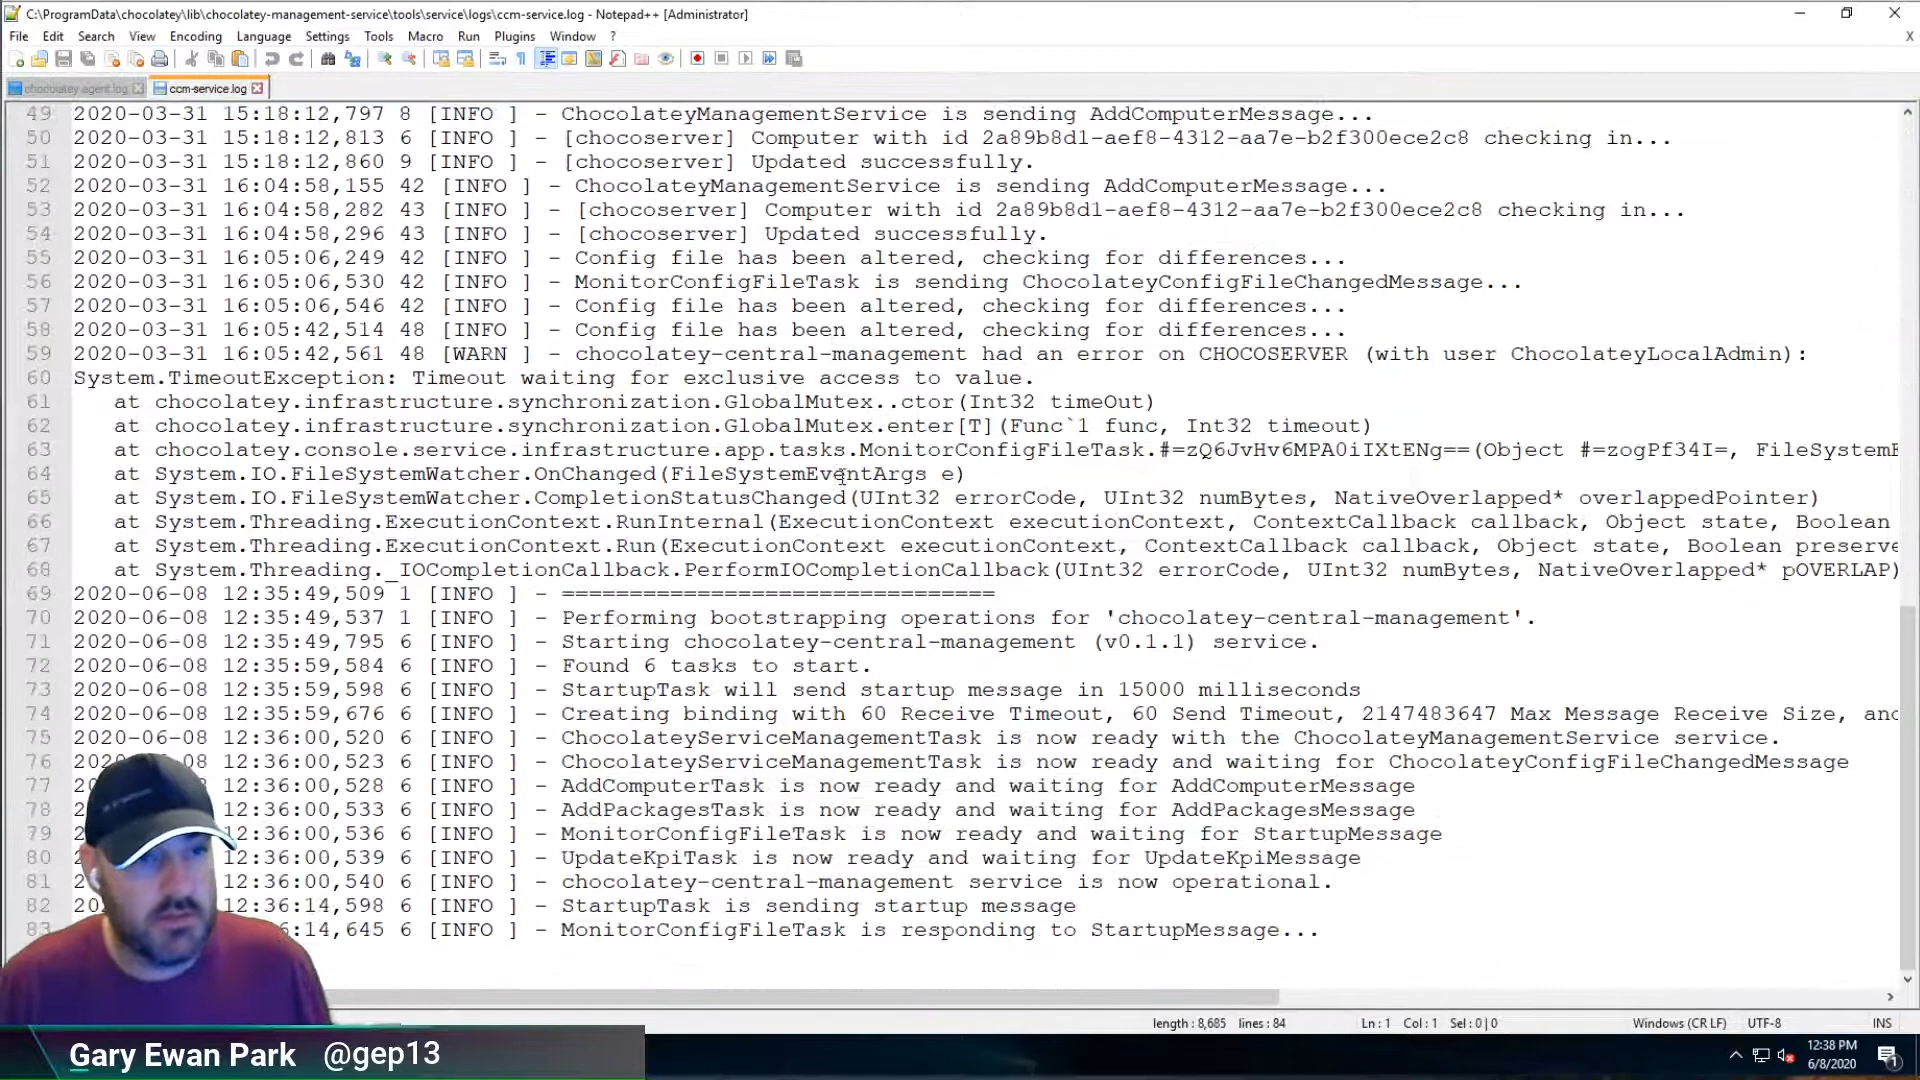 C:\ProgramData\chocolatey\lib\chocolatey-management-service\tools\service\logs\ccm-service.log - Notepad++ [Administrator]
File Edit Search View Encoding Language Settings Tools Macro Run Plugins Window ? X
chocolatey.agent.log ccm-service.log
49 2020-03-31 15:18:12,797 8 [INFO ] - ChocolateyManagementService is sending AddComputerMessage...
50 2020-03-31 15:18:12,813 6 [INFO ] - [chocoserver] Computer with id 2a89b8d1-aef8-4312-aa7e-b2f300ece2c8 checking in...
51 2020-03-31 15:18:12,860 9 [INFO ] - [chocoserver] Updated successfully.
52 2020-03-31 16:04:58,155 42 [INFO ] - ChocolateyManagementService is sending AddComputerMessage...
53 2020-03-31 16:04:58,282 43 [INFO ] - [chocoserver] Computer with id 2a89b8d1-aef8-4312-aa7e-b2f300ece2c8 checking in...
54 2020-03-31 16:04:58,296 43 [INFO ] - [chocoserver] Updated successfully.
55 2020-03-31 16:05:06,249 42 [INFO ] - Config file has been altered, checking for differences...
56 2020-03-31 16:05:06,530 42 [INFO ] - MonitorConfigFileTask is sending ChocolateyConfigFileChangedMessage...
57 2020-03-31 16:05:06,546 42 [INFO ] - Config file has been altered, checking for differences...
58 2020-03-31 16:05:42,514 48 [INFO ] - Config file has been altered, checking for differences...
59 2020-03-31 16:05:42,561 48 [WARN ] - chocolatey-central-management had an error on CHOCOSERVER (with user ChocolateyLocalAdmin):
60 System.TimeoutException: Timeout waiting for exclusive access to value.
61 at chocolatey.infrastructure.synchronization.GlobalMutex..ctor(Int32 timeOut)
62 at chocolatey.infrastructure.synchronization.GlobalMutex.enter[T](Func`1 func, Int32 timeout)
63 at chocolatey.console.service.infrastructure.app.tasks.MonitorConfigFileTask.#=zQ6JvHv6MPA0iIXtENg==(Object #=zogPf34I=, FileSystemE
64 at System.IO.FileSystemWatcher.OnChanged(FileSystemEventArgs e)
65 at System.IO.FileSystemWatcher.CompletionStatusChanged(UInt32 errorCode, UInt32 numBytes, NativeOverlapped* overlappedPointer)
66 at System.Threading.ExecutionContext.RunInternal(ExecutionContext executionContext, ContextCallback callback, Object state, Boolean
67 at System.Threading.ExecutionContext.Run(ExecutionContext executionContext, ContextCallback callback, Object state, Boolean preserve
68 at System.Threading._IOCompletionCallback.PerformIOCompletionCallback(UInt32 errorCode, UInt32 numBytes, NativeOverlapped* pOVERLAP)
69 2020-06-08 12:35:49,509 1 [INFO ] - ================================
70 2020-06-08 12:35:49,537 1 [INFO ] - Performing bootstrapping operations for 'chocolatey-central-management'.
71 2020-06-08 12:35:49,795 6 [INFO ] - Starting chocolatey-central-management (v0.1.1) service.
72 2020-06-08 12:35:59,584 6 [INFO ] - Found 6 tasks to start.
73 2020-06-08 12:35:59,598 6 [INFO ] - StartupTask will send startup message in 15000 milliseconds
74 2020-06-08 12:35:59,676 6 [INFO ] - Creating binding with 60 Receive Timeout, 60 Send Timeout, 2147483647 Max Message Receive Size, and
75 2020-06-08 12:36:00,520 6 [INFO ] - ChocolateyServiceManagementTask is now ready with the ChocolateyManagementService service.
76 12:36:00,523 6 [INFO ] - ChocolateyServiceManagementTask is now ready and waiting for ChocolateyConfigFileChangedMessage
77 12:36:00,528 6 [INFO ] - AddComputerTask is now ready and waiting for AddComputerMessage
78 12:36:00,533 6 [INFO ] - AddPackagesTask is now ready and waiting for AddPackagesMessage
79 12:36:00,536 6 [INFO ] - MonitorConfigFileTask is now ready and waiting for StartupMessage
80 12:36:00,539 6 [INFO ] - UpdateKpiTask is now ready and waiting for UpdateKpiMessage
81 12:36:00,540 6 [INFO ] - chocolatey-central-management service is now operational.
82 12:36:14,598 6 [INFO ] - StartupTask is sending startup message
83 6:14,645 6 [INFO ] - MonitorConfigFileTask is responding to StartupMessage...
length : 8,685 lines : 84 Ln : 1 Col : 1 Sel : 0 | 0 Windows (CR LF) UTF-8 INS
Gary Ewan Park @gep13
12:38 PM
6/8/2020
1